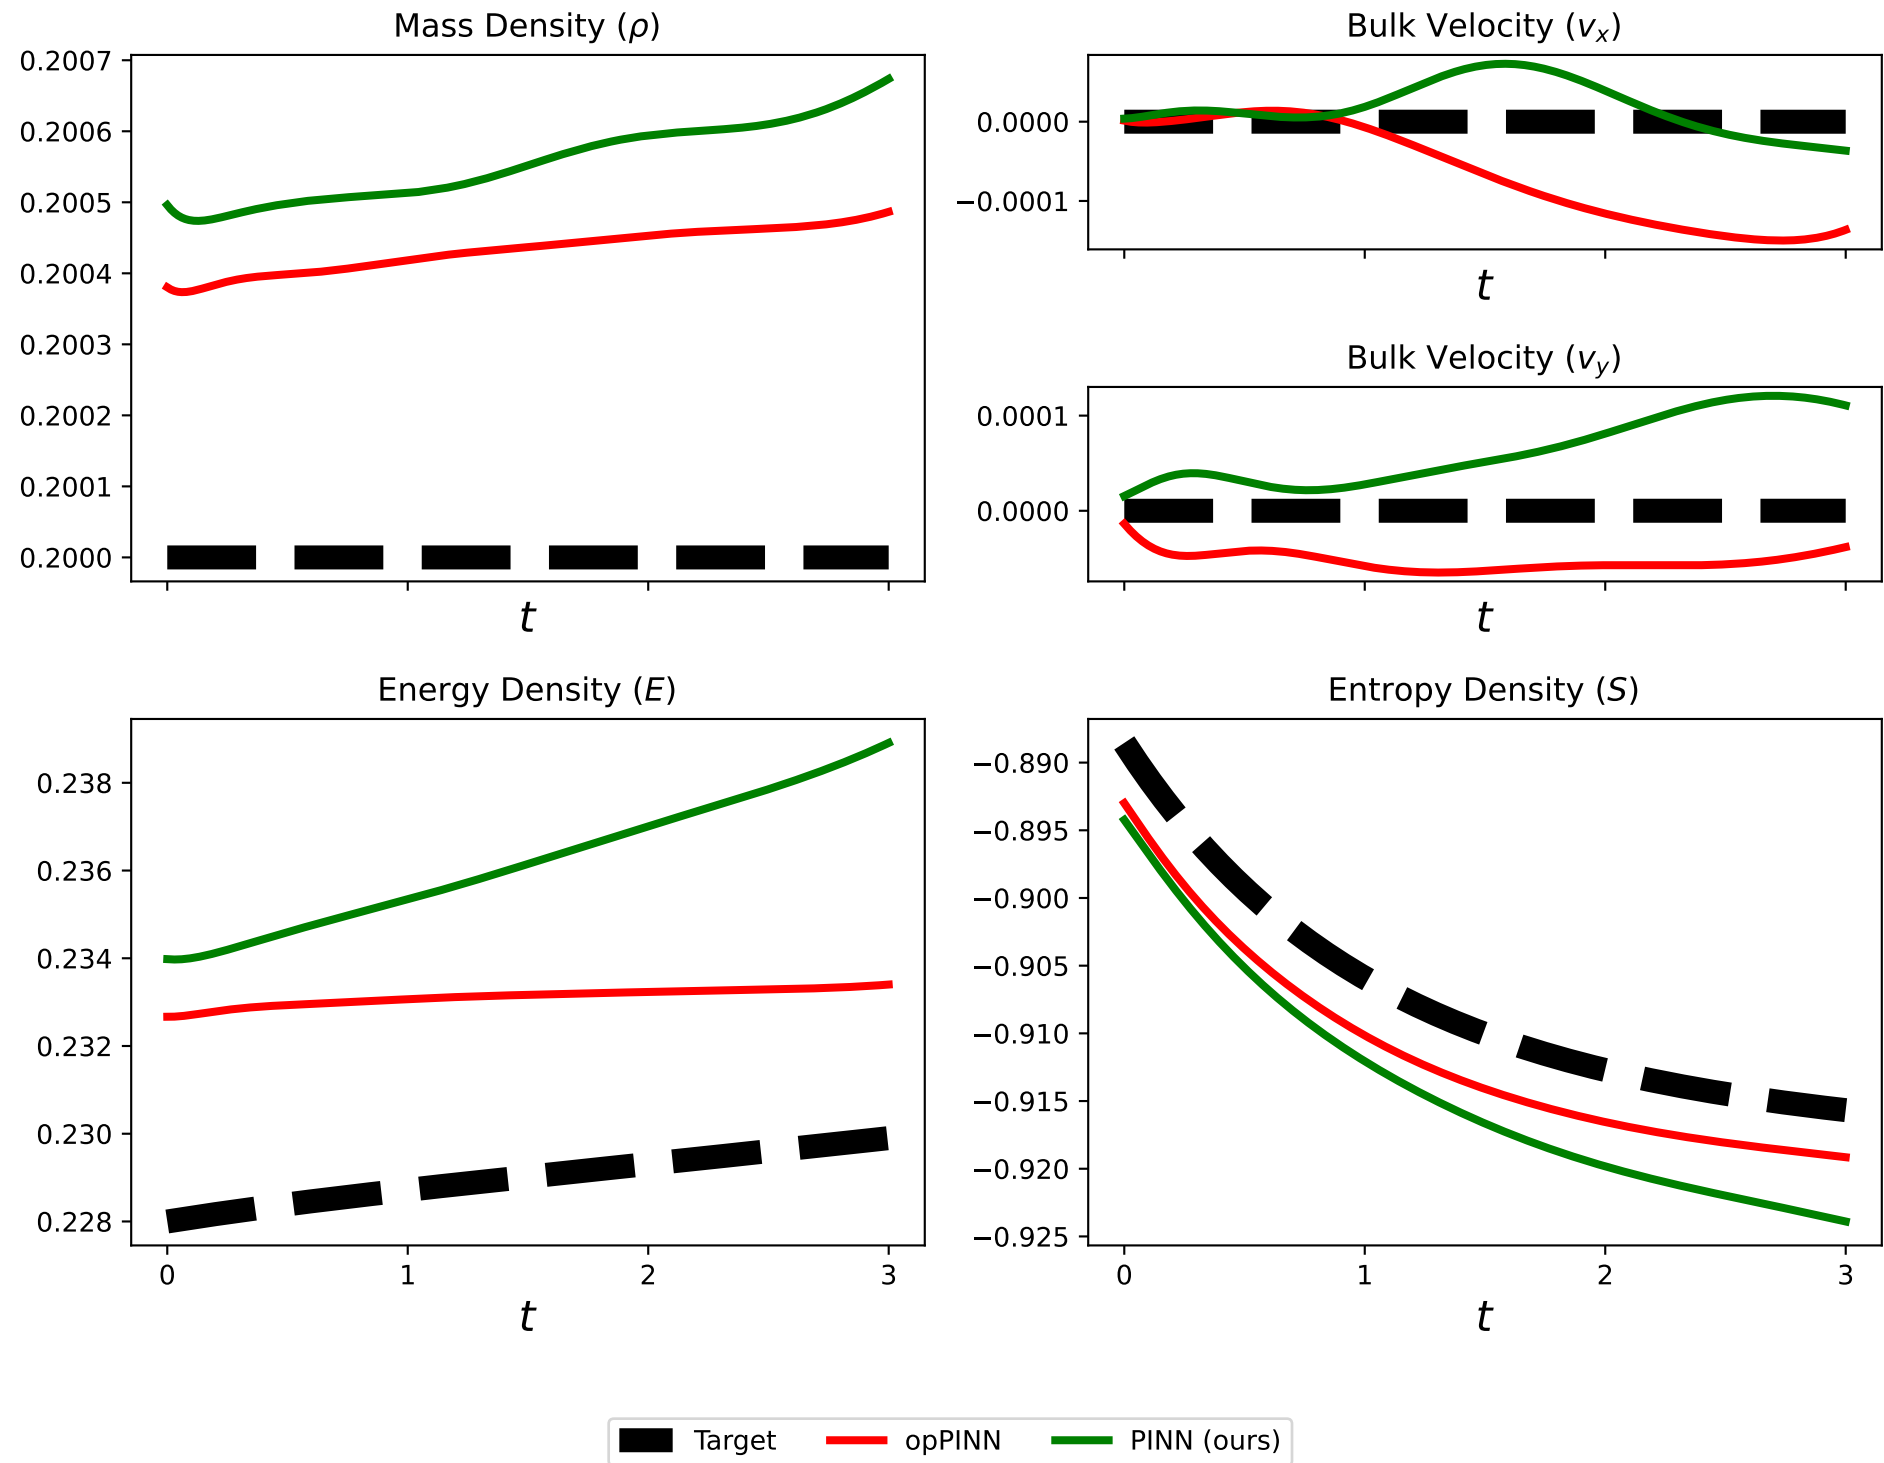 Mass Density (ρ)
0.2007
0.2006
0.2005
0.2004
0.2003
0.2002
0.2001
0.2000
t
Bulk Velocity (vₓ)
0.0000
−0.0001
t
Bulk Velocity (v_y)
0.0001
0.0000
t
Energy Density (E)
0.238
0.236
0.234
0.232
0.230
0.228
0 1 2 3
t
Entropy Density (S)
−0.890
−0.895
−0.900
−0.905
−0.910
−0.915
−0.920
−0.925
0 1 2 3
t
Target opPINN PINN (ours)